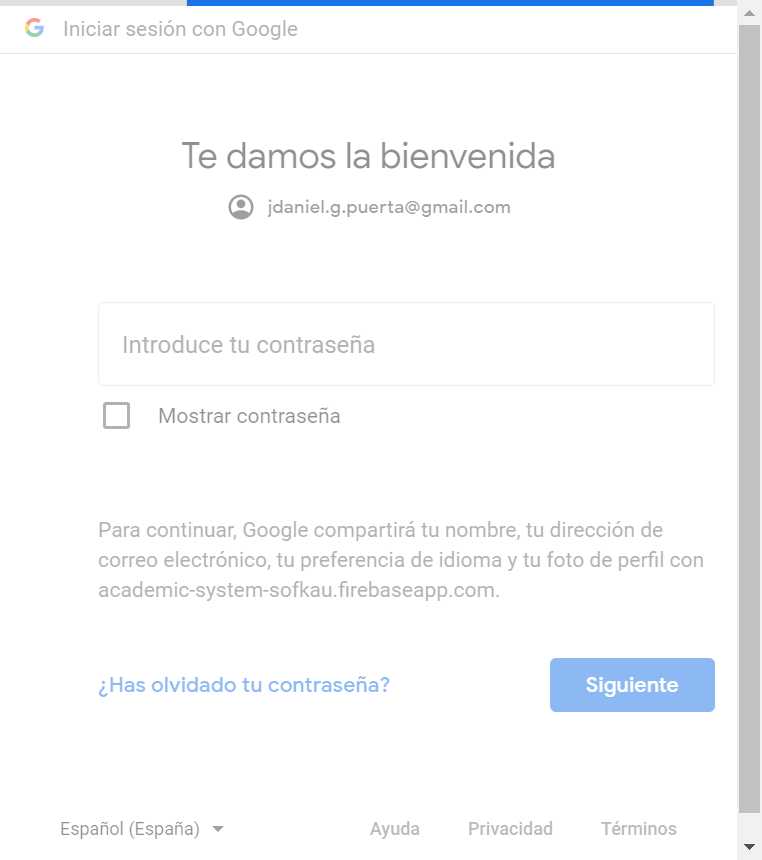 Iniciar sesión con Google
Te damos la bienvenida
jdaniel.g.puerta@gmail.com
Introduce tu contraseña
Mostrar contraseña
Para continuar, Google compartirá tu nombre, tu dirección de
correo electrónico, tu preferencia de idioma y tu foto de perfil con
academic-system-sofkau.firebaseapp.com.
¿Has olvidado tu contraseña?
Siguiente
Español (España) Ayuda Privacidad Términos